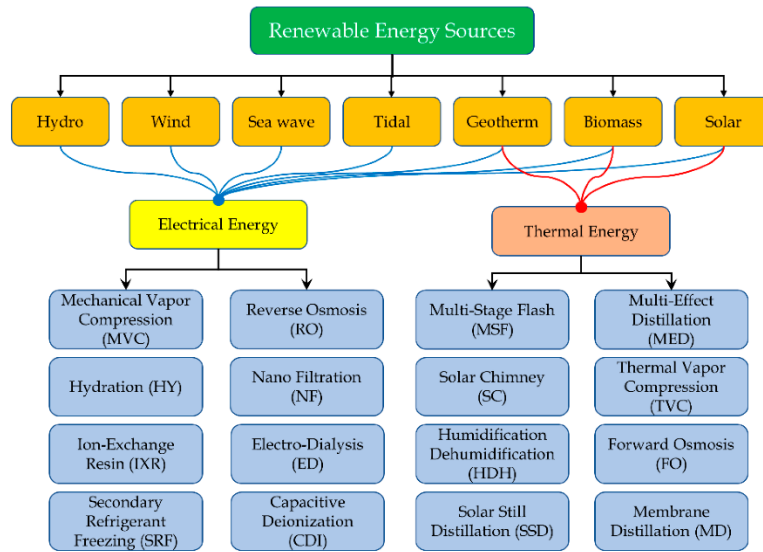 Renewable Energy Sources
Hydro
Wind
Sea wave
Tidal
Geotherm
Biomass
Solar
Electrical Energy
Thermal Energy
Mechanical Vapor
Compression
(MVC)
Reverse Osmosis
(RO)
Multi-Stage Flash
(MSF)
Multi-Effect
Distillation
(MED)
Hydration (HY)
Nano Filtration
(NF)
Solar Chimney
(SC)
Thermal Vapor
Compression
(TVC)
Ion-Exchange
Resin (IXR)
Electro-Dialysis
(ED)
Humidification
Dehumidification
(HDH)
Forward Osmosis
(FO)
Secondary
Refrigerant
Freezing (SRF)
Capacitive
Deionization
(CDI)
Solar Still
Distillation (SSD)
Membrane
Distillation (MD)